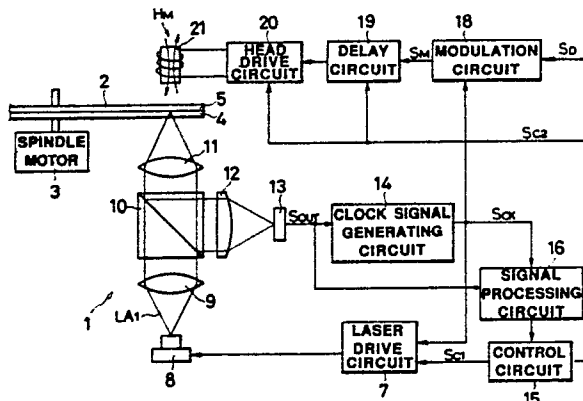 HM
21
20
19
18
HEAD DRIVE CIRCUIT
DELAY CIRCUIT
SM
MODULATION CIRCUIT
SD
2
5
4
SC2
SPINDLE MOTOR
3
11
10
12
13
14
SOUT
CLOCK SIGNAL GENERATING CIRCUIT
SCK
16
SIGNAL PROCESSING CIRCUIT
9
LA1
1
8
LASER DRIVE CIRCUIT
7
SC1
CONTROL CIRCUIT
15